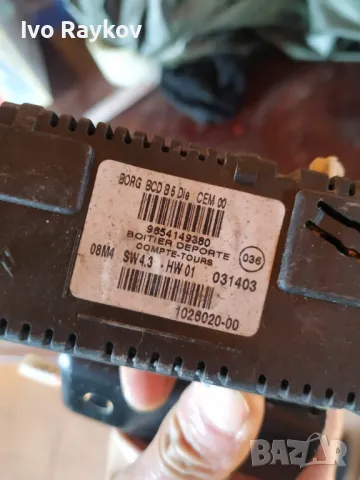 Ivo Raykov
BORG BCD B5 Die CEM 00
9654149380
BOITIER DEPORTE
COMPTE-TOURS
036
08M4 SW4.3 - HW 01 031403
1026020-00
BAZAR